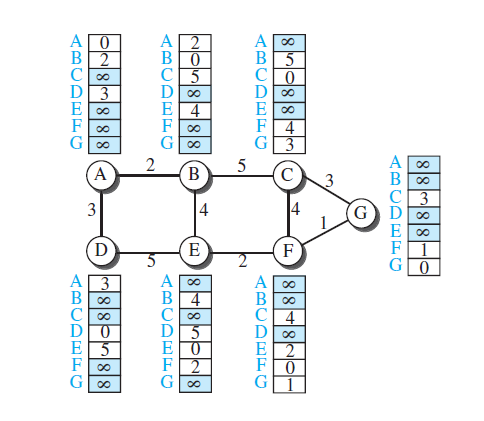 A 0
B 2
C ∞
D 3
E ∞
F ∞
G ∞
A 2
B 0
C 5
D ∞
E 4
F ∞
G ∞
A ∞
B 5
C 0
D ∞
E ∞
F 4
G 3
A ∞
B ∞
C 3
D ∞
E ∞
F 1
G 0
A 2 B 5 C 3
3 4 4 G
1
D 5 E 2 F
A 3
B ∞
C ∞
D 0
E 5
F ∞
G ∞
A ∞
B 4
C ∞
D 5
E 0
F 2
G ∞
A ∞
B ∞
C 4
D ∞
E 2
F 0
G 1